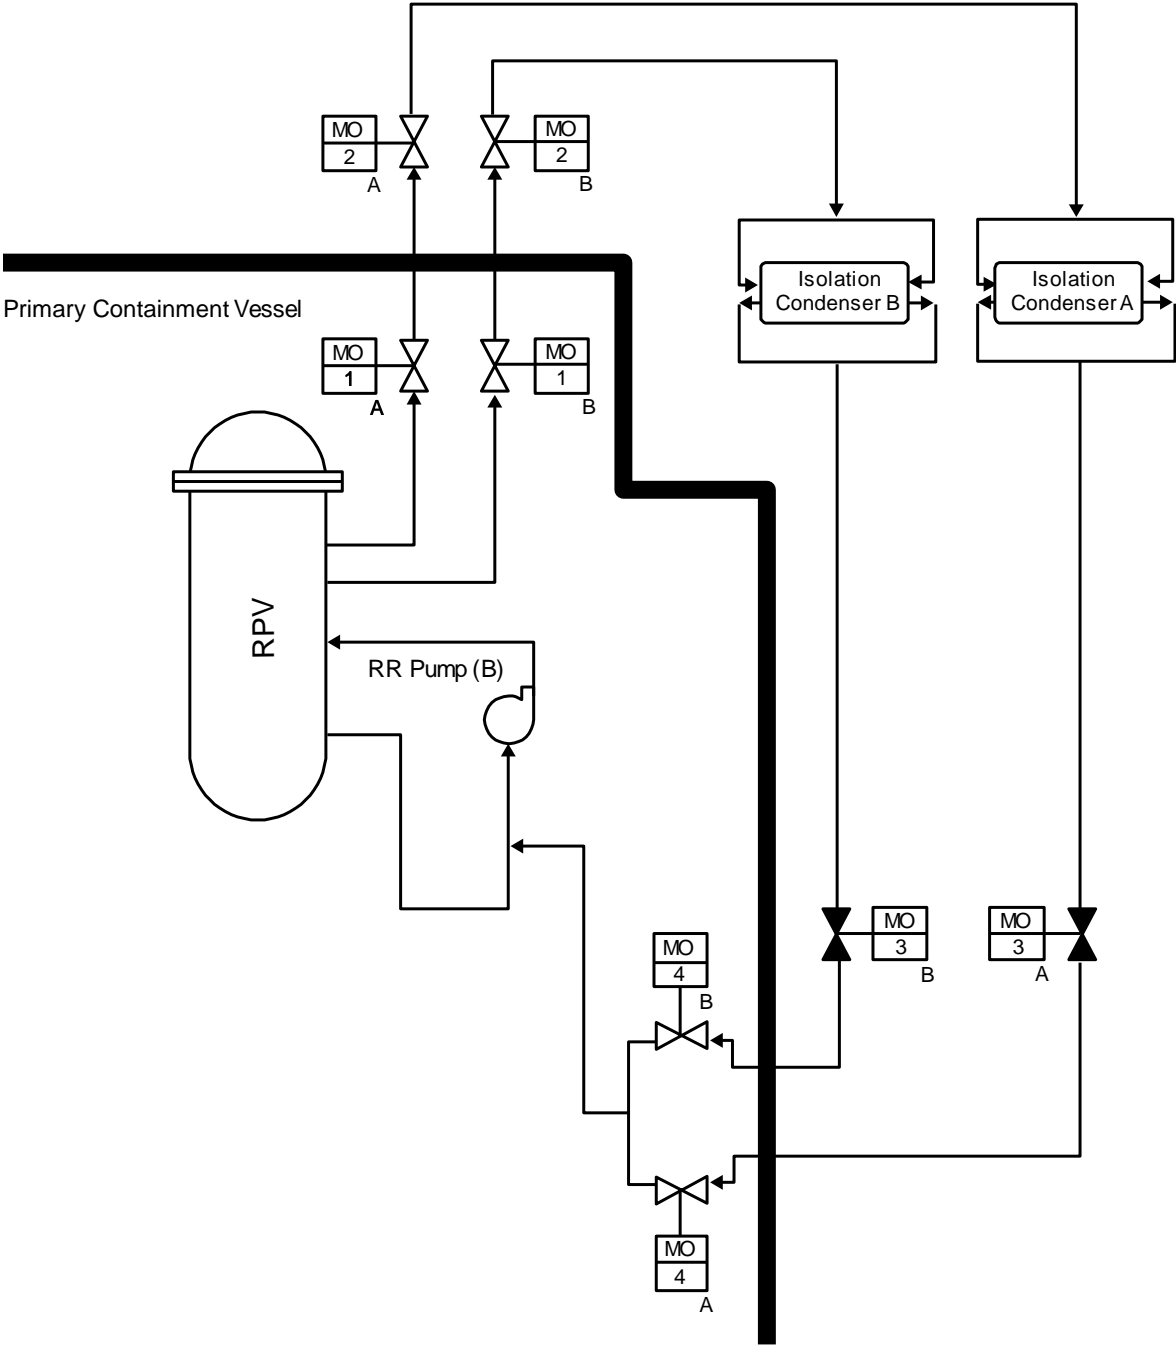 MO
2
A
MO
2
B
Primary Containment Vessel
Isolation
Condenser B
Isolation
Condenser A
MO
1
A
MO
1
B
RPV
RR Pump (B)
MO
3
B
MO
3
A
MO
4
B
MO
4
A